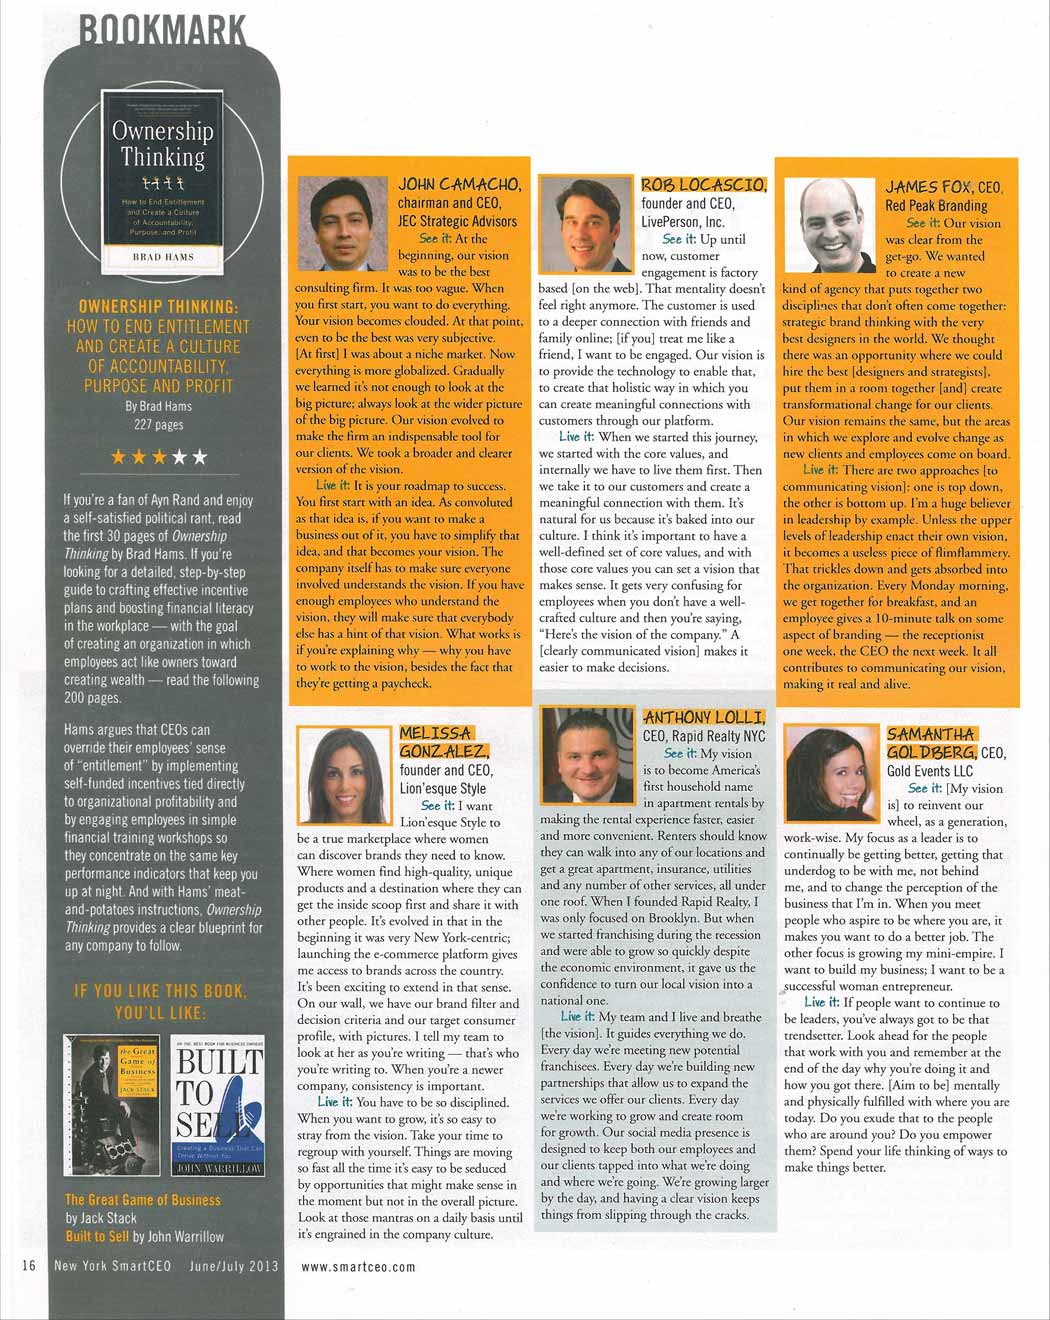 BOOKMARK
Ownership
Thinking
How to End Entitlement
and Create a Culture
of Accountability,
Purpose, and Profit
BRAD HAMS
OWNERSHIP THINKING:
HOW TO END ENTITLEMENT
AND CREATE A CULTURE
OF ACCOUNTABILITY,
PURPOSE AND PROFIT
By Brad Hams
227 pages
If you're a fan of Ayn Rand and enjoy
a self-satisfied political rant, read
the first 30 pages of Ownership
Thinking by Brad Hams. If you're
looking for a detailed, step-by-step
guide to crafting effective incentive
plans and boosting financial literacy
in the workplace — with the goal
of creating an organization in which
employees act like owners toward
creating wealth — read the following
200 pages.
Hams argues that CEOs can
override their employees' sense
of "entitlement" by implementing
self-funded incentives tied directly
to organizational profitability and
by engaging employees in simple
financial training workshops so
they concentrate on the same key
performance indicators that keep you
up at night. And with Hams' meat-
and-potatoes instructions, Ownership
Thinking provides a clear blueprint for
any company to follow.
IF YOU LIKE THIS BOOK,
YOU'LL LIKE:
the Great
Game of
Business
JACK STACK
BUILT
TO
SELL
Creating a Business That Can
Thrive Without You
JOHN WARRILLOW
The Great Game of Business
by Jack Stack
Built to Sell by John Warrillow
JOHN CAMACHO,
chairman and CEO,
JEC Strategic Advisors
See it: At the
beginning, our vision
was to be the best
consulting firm. It was too vague. When
you first start, you want to do everything.
Your vision becomes clouded. At that point,
even to be the best was very subjective.
[At first] I was about a niche market. Now
everything is more globalized. Gradually
we learned it's not enough to look at the
big picture; always look at the wider picture
of the big picture. Our vision evolved to
make the firm an indispensable tool for
our clients. We took a broader and clearer
version of the vision.
Live it: It is your roadmap to success.
You first start with an idea. As convoluted
as that idea is, if you want to make a
business out of it, you have to simplify that
idea, and that becomes your vision. The
company itself has to make sure everyone
involved understands the vision. If you have
enough employees who understand the
vision, they will make sure that everybody
else has a hint of that vision. What works is
if you're explaining why — why you have
to work to the vision, besides the fact that
they're getting a paycheck.
ROB LOCASCIO,
founder and CEO,
LivePerson, Inc.
See it: Up until
now, customer
engagement is factory
based [on the web]. That mentality doesn't
feel right anymore. The customer is used
to a deeper connection with friends and
family online; [if you] treat me like a
friend, I want to be engaged. Our vision is
to provide the technology to enable that,
to create that holistic way in which you
can create meaningful connections with
customers through our platform.
Live it: When we started this journey,
we started with the core values, and
internally we have to live them first. Then
we take it to our customers and create a
meaningful connection with them. It's
natural for us because it's baked into our
culture. I think it's important to have a
well-defined set of core values, and with
those core values you can set a vision that
makes sense. It gets very confusing for
employees when you don't have a well-
crafted culture and then you're saying,
"Here's the vision of the company." A
[clearly communicated vision] makes it
easier to make decisions.
JAMES FOX, CEO,
Red Peak Branding
See it: Our vision
was clear from the
get-go. We wanted
to create a new
kind of agency that puts together two
disciplines that don't often come together:
strategic brand thinking with the very
best designers in the world. We thought
there was an opportunity where we could
hire the best [designers and strategists],
put them in a room together [and] create
transformational change for our clients.
Our vision remains the same, but the areas
in which we explore and evolve change as
new clients and employees come on board.
Live it: There are two approaches [to
communicating vision]: one is top down,
the other is bottom up. I'm a huge believer
in leadership by example. Unless the upper
levels of leadership enact their own vision,
it becomes a useless piece of flimflammery.
That trickles down and gets absorbed into
the organization. Every Monday morning,
we get together for breakfast, and an
employee gives a 10-minute talk on some
aspect of branding — the receptionist
one week, the CEO the next week. It all
contributes to communicating our vision,
making it real and alive.
MELISSA
GONZALEZ,
founder and CEO,
Lion'esque Style
See it: I want
Lion'esque Style to
be a true marketplace where women
can discover brands they need to know.
Where women find high-quality, unique
products and a destination where they can
get the inside scoop first and share it with
other people. It's evolved in that in the
beginning it was very New York-centric;
launching the e-commerce platform gives
me access to brands across the country.
It's been exciting to extend in that sense.
On our wall, we have our brand filter and
decision criteria and our target consumer
profile, with pictures. I tell my team to
look at her as you're writing — that's who
you're writing to. When you're a newer
company, consistency is important.
Live it: You have to be so disciplined.
When you want to grow, it's so easy to
stray from the vision. Take your time to
regroup with yourself. Things are moving
so fast all the time it's easy to be seduced
by opportunities that might make sense in
the moment but not in the overall picture.
Look at those mantras on a daily basis until
it's engrained in the company culture.
ANTHONY LOLLI,
CEO, Rapid Realty NYC
See it: My vision
is to become America's
first household name
in apartment rentals by
making the rental experience faster, easier
and more convenient. Renters should know
they can walk into any of our locations and
get a great apartment, insurance, utilities
and any number of other services, all under
one roof. When I founded Rapid Realty, I
was only focused on Brooklyn. But when
we started franchising during the recession
and were able to grow so quickly despite
the economic environment, it gave us the
confidence to turn our local vision into a
national one.
Live it: My team and I live and breathe
[the vision]. It guides everything we do.
Every day we're meeting new potential
franchisees. Every day we're building new
partnerships that allow us to expand the
services we offer our clients. Every day
we're working to grow and create room
for growth. Our social media presence is
designed to keep both our employees and
our clients tapped into what we're doing
and where we're going. We're growing larger
by the day, and having a clear vision keeps
things from slipping through the cracks.
SAMANTHA
GOLDBERG, CEO,
Gold Events LLC
See it: [My vision
is] to reinvent our
wheel, as a generation,
work-wise. My focus as a leader is to
continually be getting better, getting that
underdog to be with me, not behind
me, and to change the perception of the
business that I'm in. When you meet
people who aspire to be where you are, it
makes you want to do a better job. The
other focus is growing my mini-empire. I
want to build my business; I want to be a
successful woman entrepreneur.
Live it: If people want to continue to
be leaders, you've always got to be that
trendsetter. Look ahead for the people
that work with you and remember at the
end of the day why you're doing it and
how you got there. [Aim to be] mentally
and physically fulfilled with where you are
today. Do you exude that to the people
who are around you? Do you empower
them? Spend your life thinking of ways to
make things better.
16 New York SmartCEO June/July 2013 www.smartceo.com